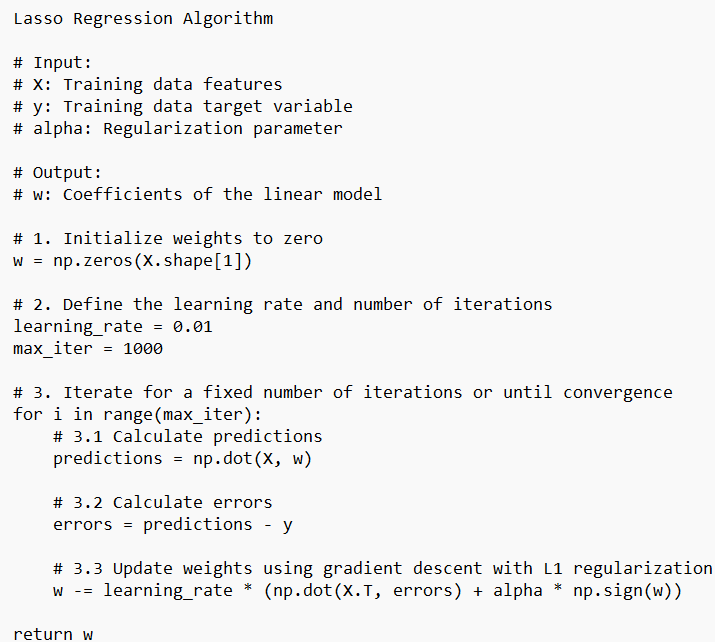 Lasso Regression Algorithm
# Input:
# X: Training data features
# y: Training data target variable
# alpha: Regularization parameter
# Output:
# w: Coefficients of the linear model
# 1. Initialize weights to zero
w = np.zeros(X.shape[1])
# 2. Define the learning rate and number of iterations
learning_rate = 0.01
max_iter = 1000
# 3. Iterate for a fixed number of iterations or until convergence
for i in range(max_iter):
    # 3.1 Calculate predictions
    predictions = np.dot(X, w)
    # 3.2 Calculate errors
    errors = predictions - y
    # 3.3 Update weights using gradient descent with L1 regularization
    w -= learning_rate * (np.dot(X.T, errors) + alpha * np.sign(w))
return w